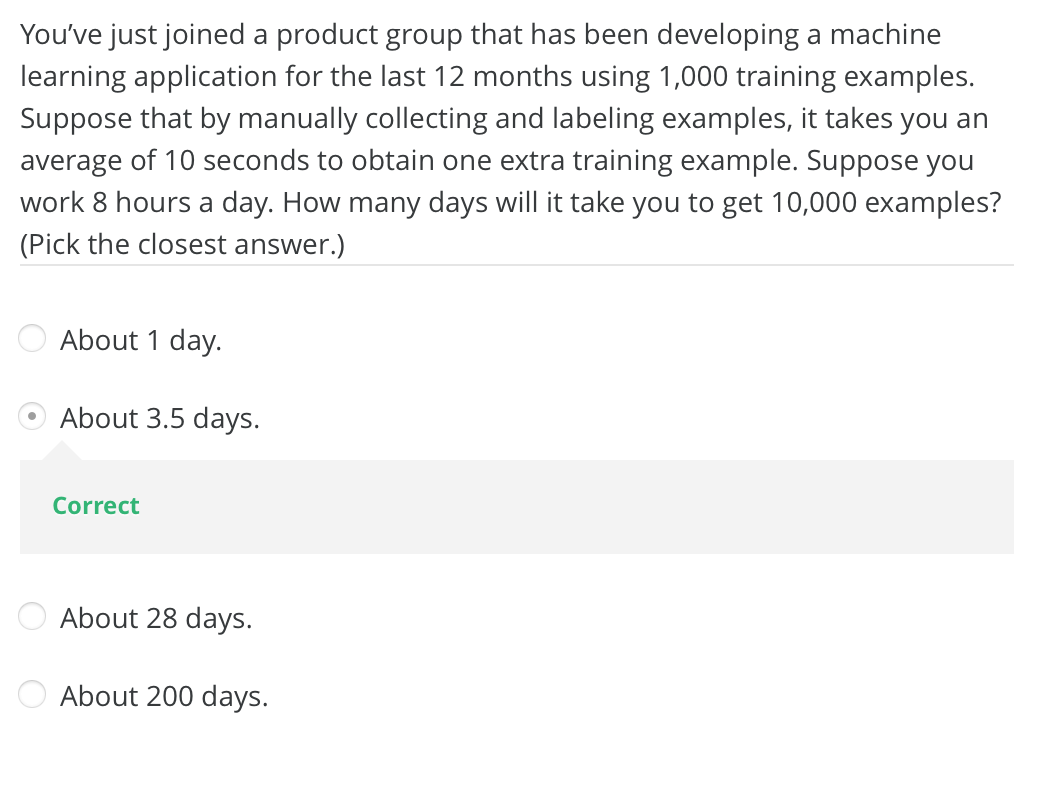 You’ve just joined a product group that has been developing a machine
learning application for the last 12 months using 1,000 training examples.
Suppose that by manually collecting and labeling examples, it takes you an
average of 10 seconds to obtain one extra training example. Suppose you
work 8 hours a day. How many days will it take you to get 10,000 examples?
(Pick the closest answer.)
About 1 day.
About 3.5 days.
Correct
About 28 days.
About 200 days.